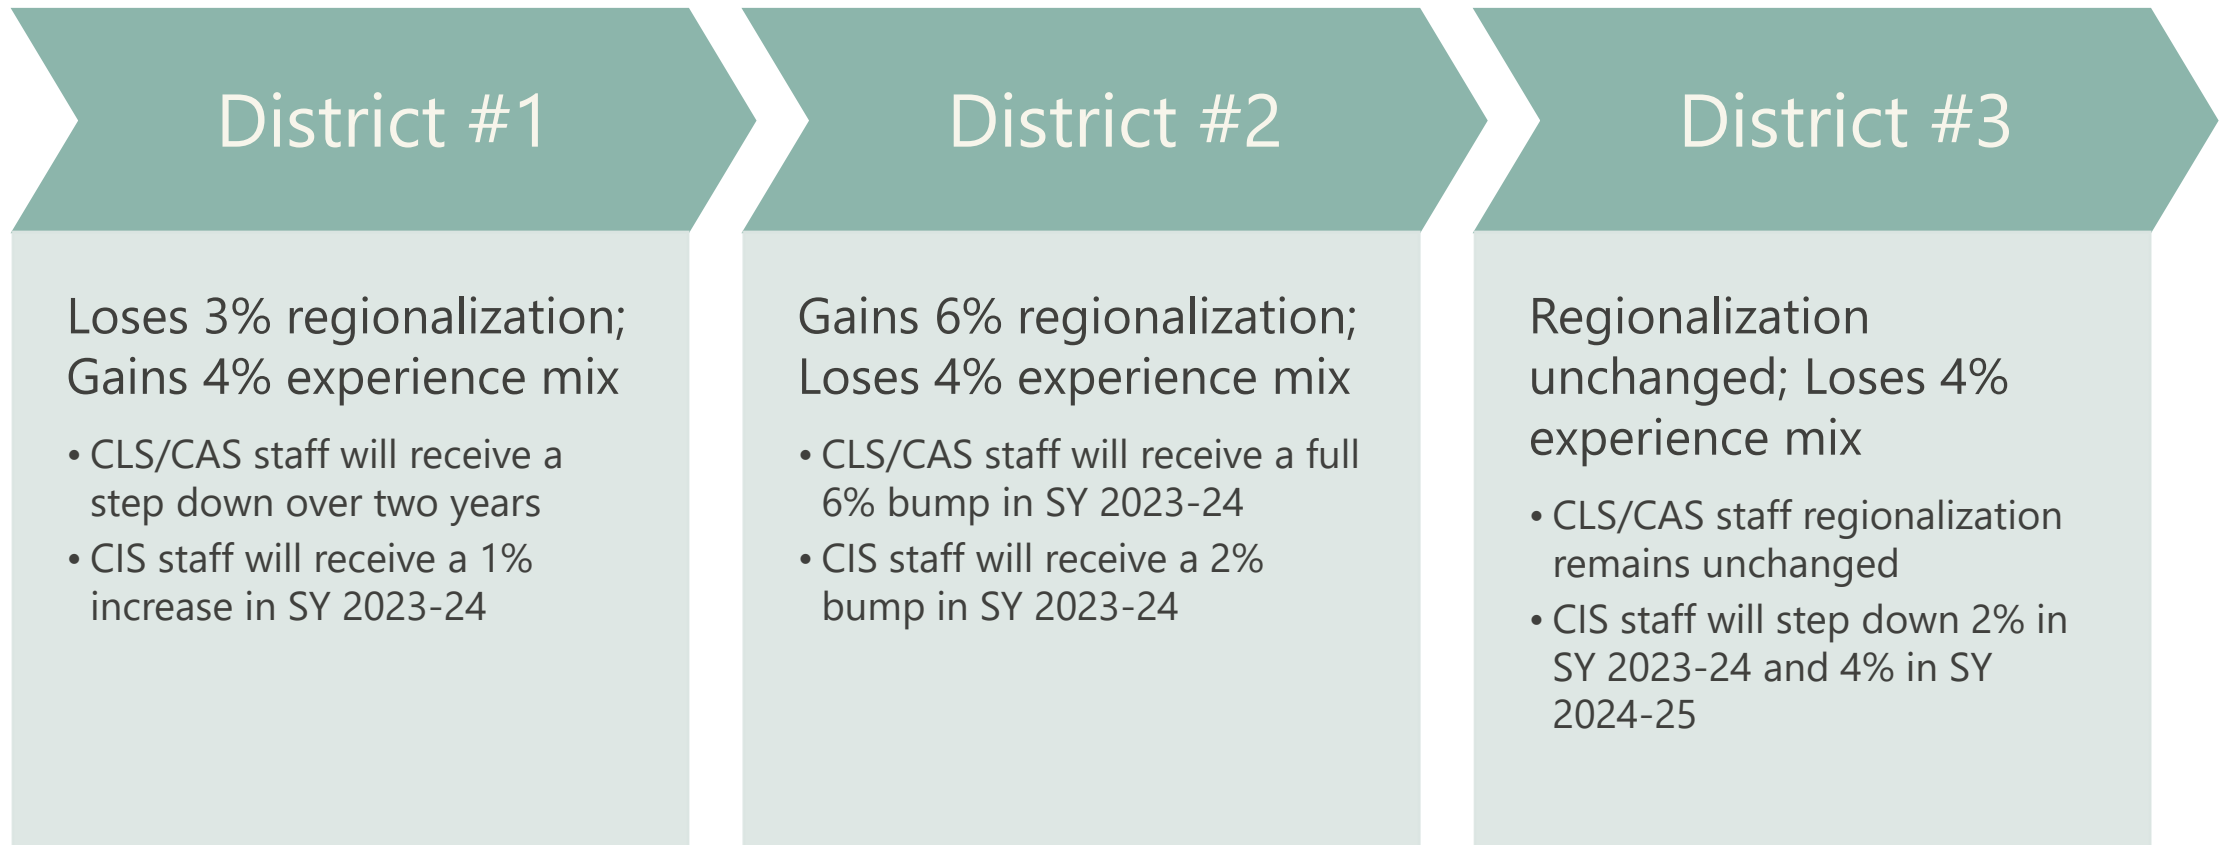 District #1
Loses 3% regionalization;
Gains 4% experience mix
• CLS/CAS staff will receive a
step down over two years
• CIS staff will receive a 1%
increase in SY 2023-24
District #2
Gains 6% regionalization;
Loses 4% experience mix
• CLS/CAS staff will receive a full
6% bump in SY 2023-24
• CIS staff will receive a 2%
bump in SY 2023-24
District #3
Regionalization
unchanged; Loses 4%
experience mix
• CLS/CAS staff regionalization
remains unchanged
• CIS staff will step down 2% in
SY 2023-24 and 4% in SY
2024-25